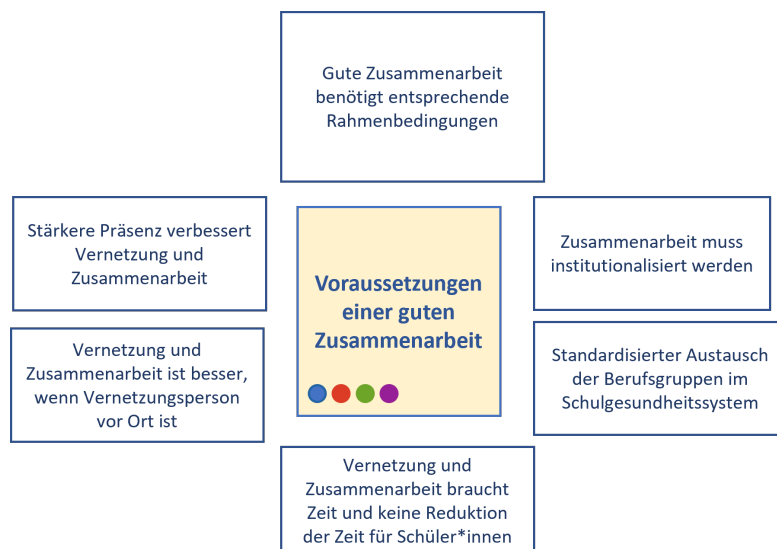 Gute Zusammenarbeit
benötigt entsprechende
Rahmenbedingungen
Stärkere Präsenz verbessert
Vernetzung und
Zusammenarbeit
Voraussetzungen
einer guten
Zusammenarbeit
Zusammenarbeit muss
institutionalisiert werden
Vernetzung und
Zusammenarbeit ist besser,
wenn Vernetzungsperson
vor Ort ist
Standardisierter Austausch
der Berufsgruppen im
Schulgesundheitssystem
Vernetzung und
Zusammenarbeit braucht
Zeit und keine Reduktion
der Zeit für Schüler*innen